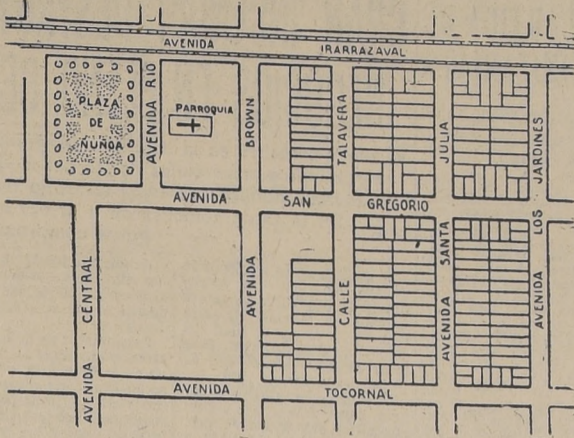 AVENIDA IRARRAZAVAL
PLAZA
DE
ÑUÑOA
AVENIDA RIO
PARROQUIA
AVENIDA BROWN
CALLE TALAVERA
AVENIDA SANTA JULIA
AVENIDA LOS JARDINES
AVENIDA SAN GREGORIO
AVENIDA CENTRAL
AVENIDA TOCORNAL